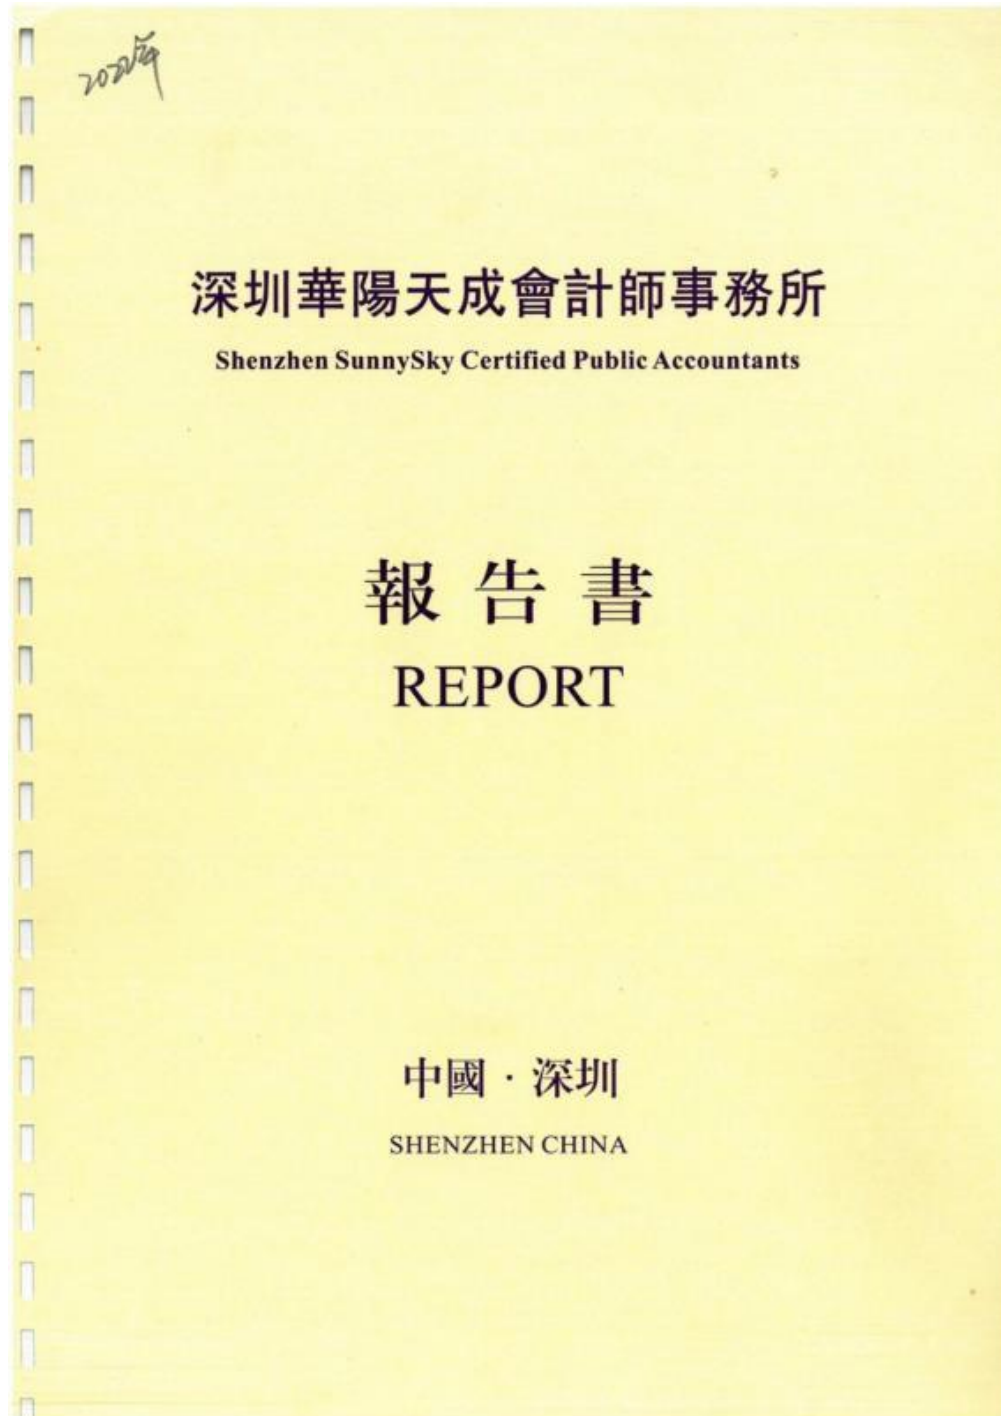 2022年
深圳華陽天成會計師事務所
Shenzhen SunnySky Certified Public Accountants
報告書
REPORT
中國·深圳
SHENZHEN CHINA